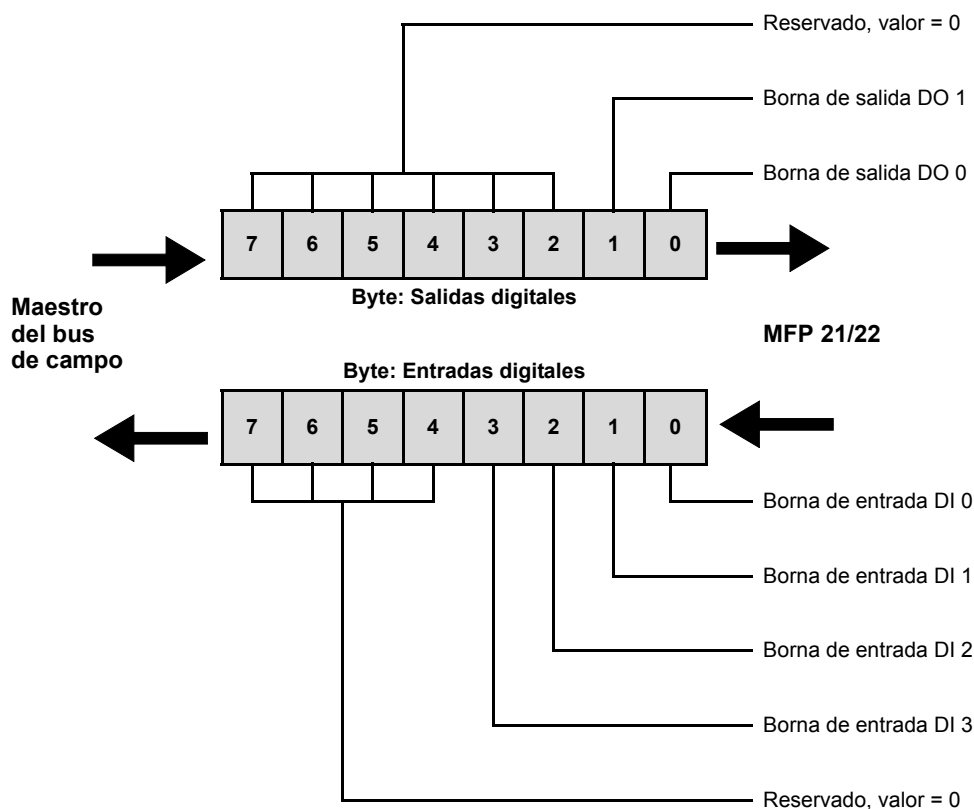 Reservado, valor = 0
Borna de salida DO 1
Borna de salida DO 0
7 6 5 4 3 2 1 0
Byte: Salidas digitales
Maestro
del bus
de campo
MFP 21/22
Byte: Entradas digitales
7 6 5 4 3 2 1 0
Borna de entrada DI 0
Borna de entrada DI 1
Borna de entrada DI 2
Borna de entrada DI 3
Reservado, valor = 0